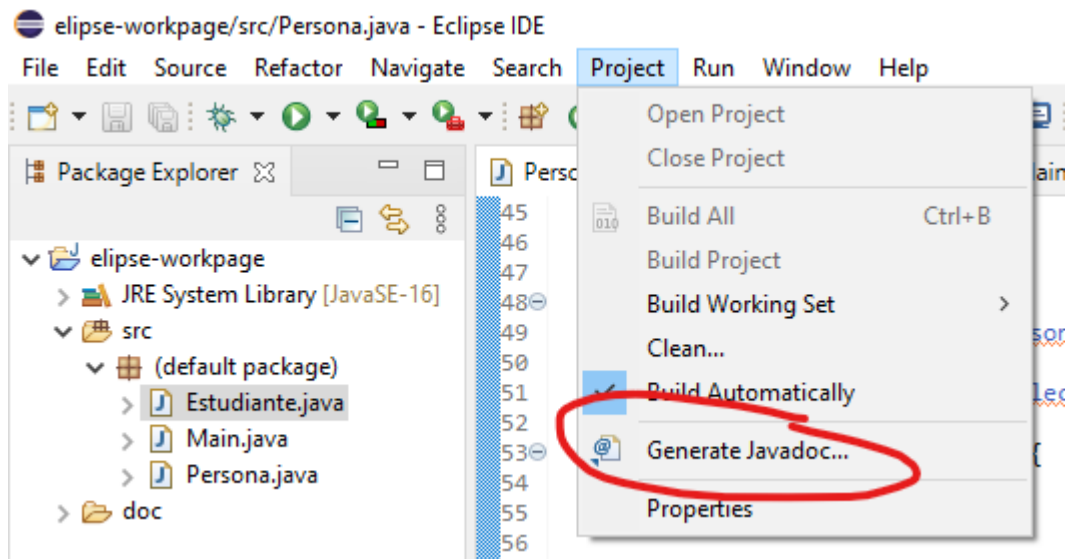 elipse-workpage/src/Persona.java - Eclipse IDE
File Edit Source Refactor Navigate Search Project Run Window Help
Open Project
Close Project
Build All Ctrl+B
Build Project
Build Working Set
Clean...
Build Automatically
Generate Javadoc...
Properties
Package Explorer
elipse-workpage
JRE System Library [JavaSE-16]
src
(default package)
Estudiante.java
Main.java
Persona.java
doc
Perso
45
46
47
48
49
50
51
52
53
54
55
56
{